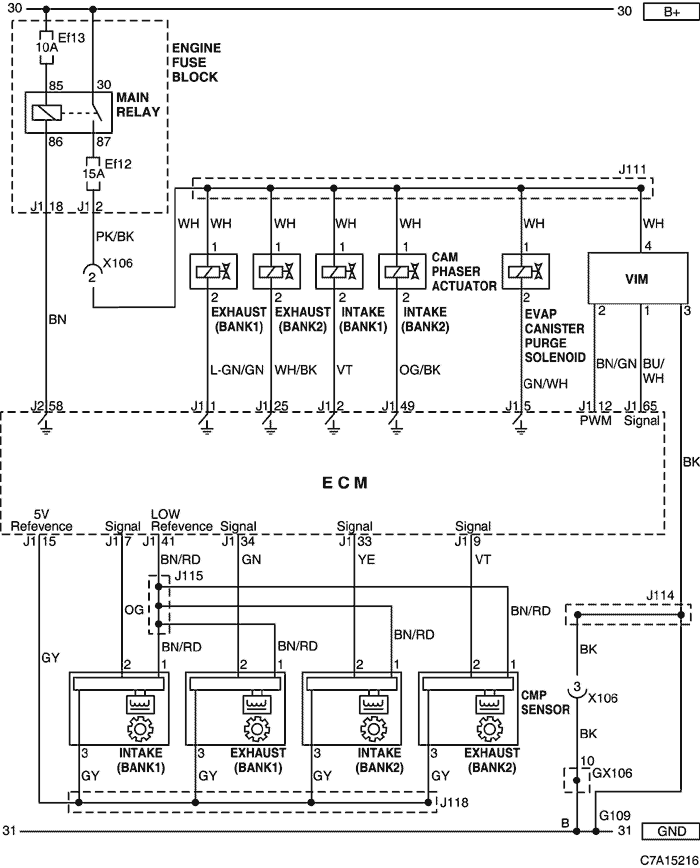 30 30 B+
Ef13
10A
ENGINE
FUSE
BLOCK
85 30
MAIN
RELAY
86 87
Ef12
15A
J111
J1 18 J1 2
WH WH WH WH WH WH WH
PK/BK
X106
2
1 1 1 1 1 4
CAM
PHASER
ACTUATOR
VIM
2 2 2 2 2 2 1 3
EXHAUST
(BANK1)
EXHAUST
(BANK2)
INTAKE
(BANK1)
INTAKE
(BANK2)
EVAP
CANISTER
PURGE
SOLENOID
BN
L-GN/GN WH/BK VT OG/BK GN/WH BN/GN BU/
WH
J2 58 J1 1 J1 25 J1 2 J1 49 J1 5 J1 12 J1 65
PWM Signal
BK
ECM
5V
Refevence
Signal
LOW
Refevence
Signal Signal Signal
J1 15 J1 7 J1 41 J1 34 J1 33 J1 9
BN/RD GN YE VT
J115
J114
OG
BN/RD
GY BN/RD BN/RD BN/RD
BK
2 1 2 1 2 1 2 1
3
X106
CMP
SENSOR
BK
3 INTAKE
(BANK1)
3 EXHAUST
(BANK1)
3 INTAKE
(BANK2)
3 EXHAUST
(BANK2)
GY GY GY GY
10
GX106
J118
G109
31 B 31 GND
C7A15216